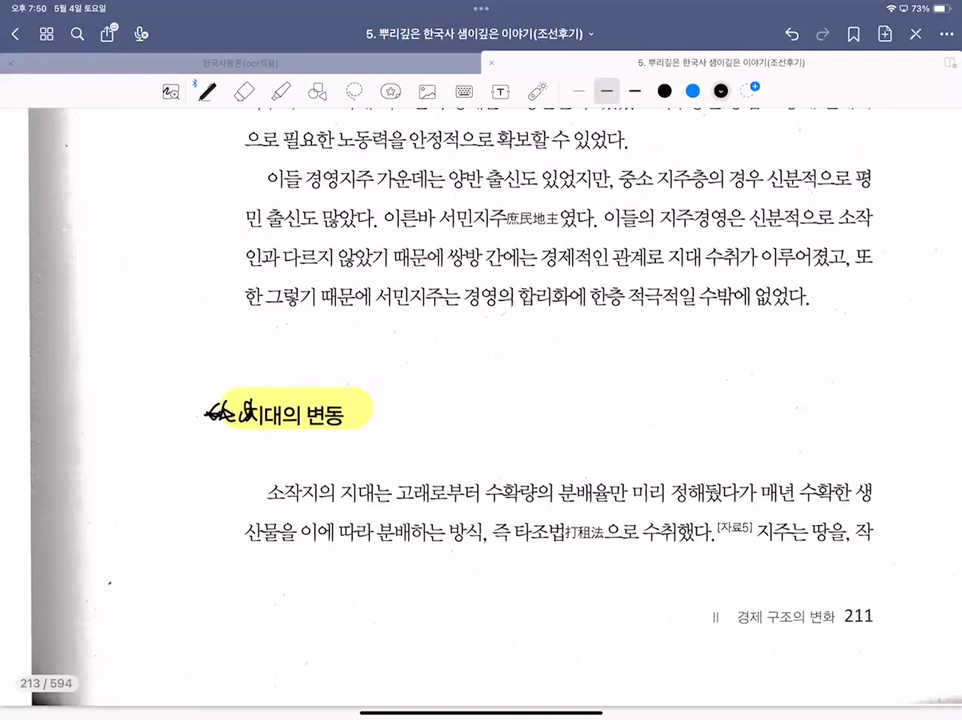 오후 7:50 5월 4일 토요일
73%
5. 뿌리깊은 한국사 샘이깊은 이야기(조선후기)
한국사통론(ocr적용)
5. 뿌리깊은 한국사 샘이깊은 이야기(조선후기)
으로 필요한 노동력을 안정적으로 확보할 수 있었다.
이들 경영지주 가운데는 양반 출신도 있었지만, 중소 지주층의 경우 신분적으로 평
민 출신도 많았다. 이른바 서민지주庶民地主였다. 이들의 지주경영은 신분적으로 소작
인과 다르지 않았기 때문에 쌍방 간에는 경제적인 관계로 지대 수취가 이루어졌고, 또
한 그렇기 때문에 서민지주는 경영의 합리화에 한층 적극적일 수밖에 없었다.
지대의 변동
소작지의 지대는 고래로부터 수확량의 분배율만 미리 정해뒀다가 매년 수확한 생
산물을 이에 따라 분배하는 방식, 즉 타조법打租法으로 수취했다.[자료5] 지주는 땅을, 작
II 경제 구조의 변화 211
213 / 594